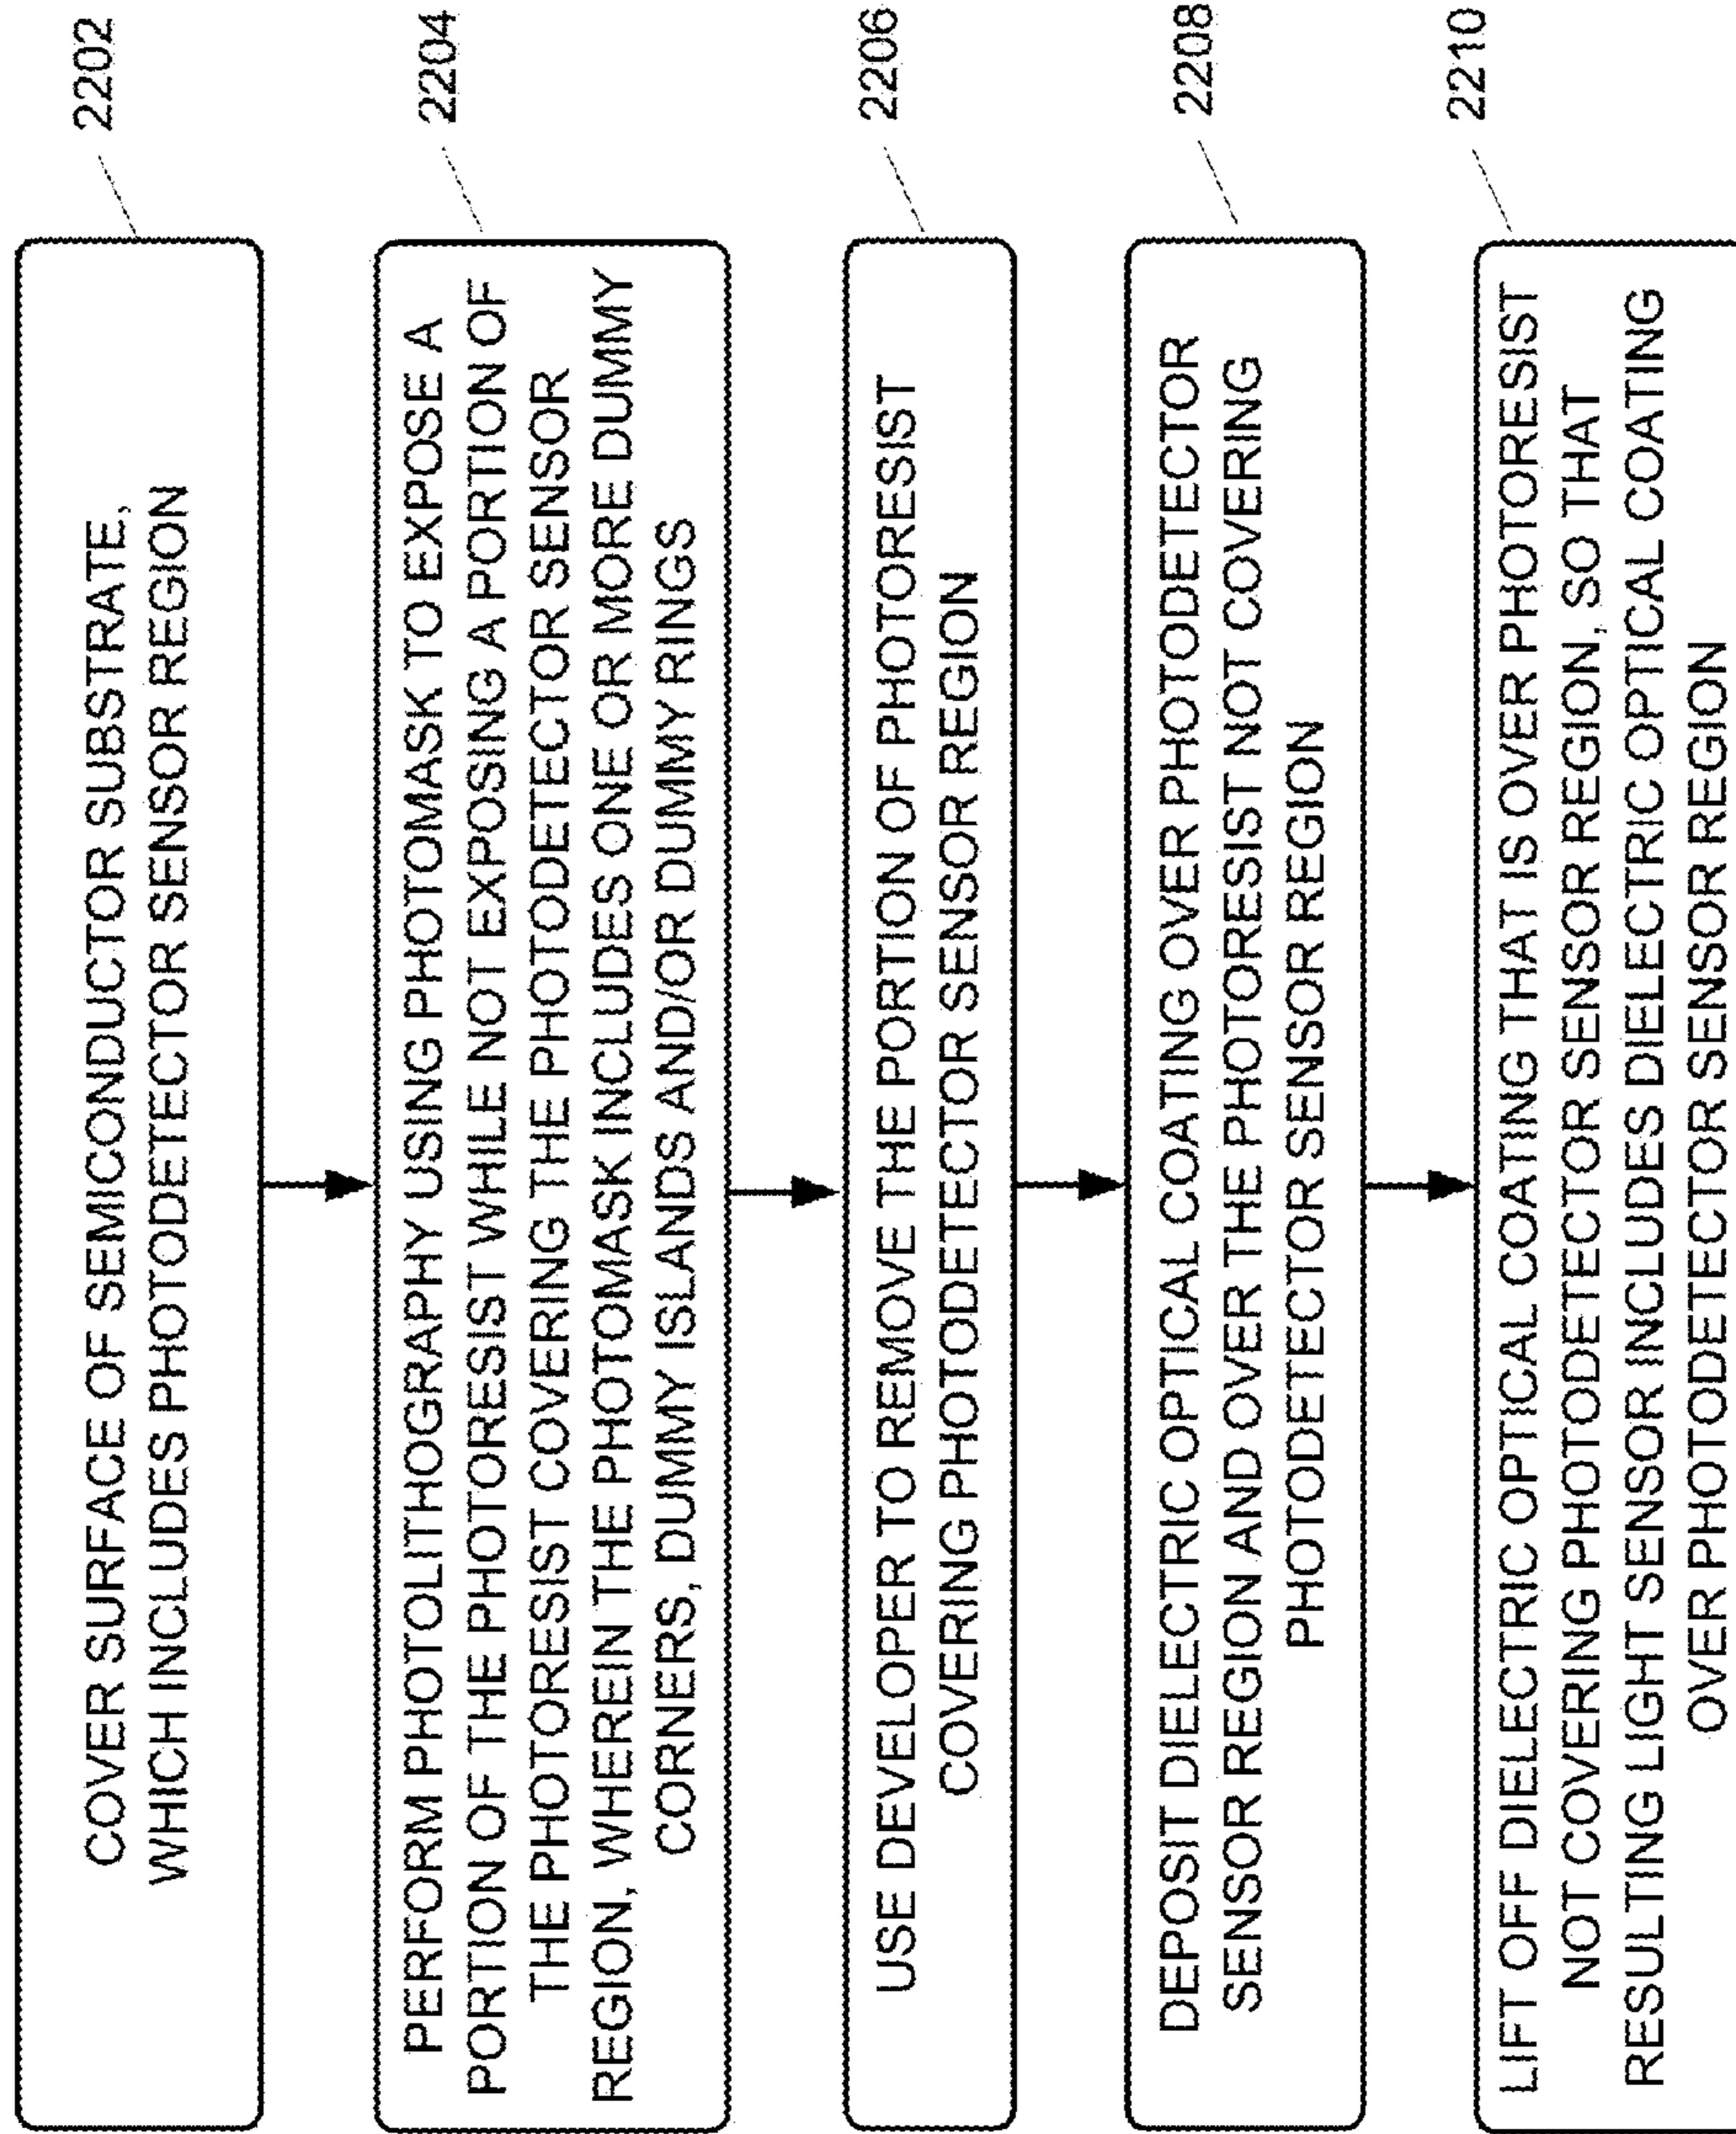 COVER SURFACE OF SEMICONDUCTOR SUBSTRATE,
WHICH INCLUDES PHOTODETECTOR SENSOR REGION
2202
PERFORM PHOTOLITHOGRAPHY USING PHOTOMASK TO EXPOSE A
PORTION OF THE PHOTORESIST WHILE NOT EXPOSING A PORTION OF
THE PHOTORESIST COVERING THE PHOTODETECTOR SENSOR
REGION, WHEREIN THE PHOTOMASK INCLUDES ONE OR MORE DUMMY
CORNERS, DUMMY ISLANDS AND/OR DUMMY RINGS
2204
USE DEVELOPER TO REMOVE THE PORTION OF PHOTORESIST
COVERING PHOTODETECTOR SENSOR REGION
2206
DEPOSIT DIELECTRIC OPTICAL COATING OVER PHOTODETECTOR
SENSOR REGION AND OVER THE PHOTORESIST NOT COVERING
PHOTODETECTOR SENSOR REGION
2208
LIFT OFF DIELECTRIC OPTICAL COATING THAT IS OVER PHOTORESIST
NOT COVERING PHOTODETECTOR SENSOR REGION, SO THAT
RESULTING LIGHT SENSOR INCLUDES DIELECTRIC OPTICAL COATING
OVER PHOTODETECTOR SENSOR REGION
2210